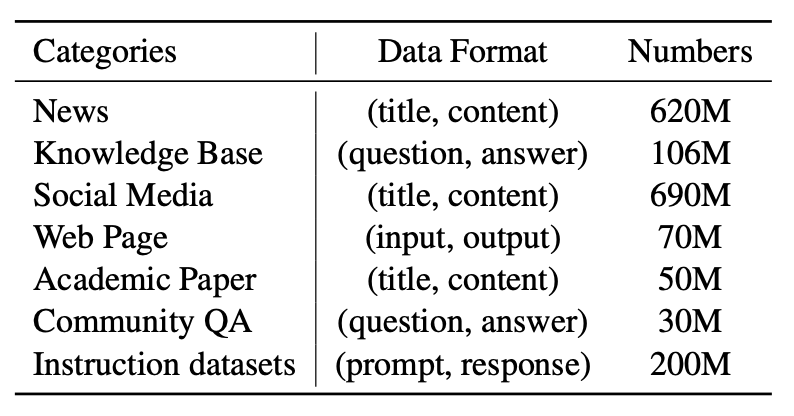 Categories Data Format Numbers
News (title, content) 620M
Knowledge Base (question, answer) 106M
Social Media (title, content) 690M
Web Page (input, output) 70M
Academic Paper (title, content) 50M
Community QA (question, answer) 30M
Instruction datasets (prompt, response) 200M